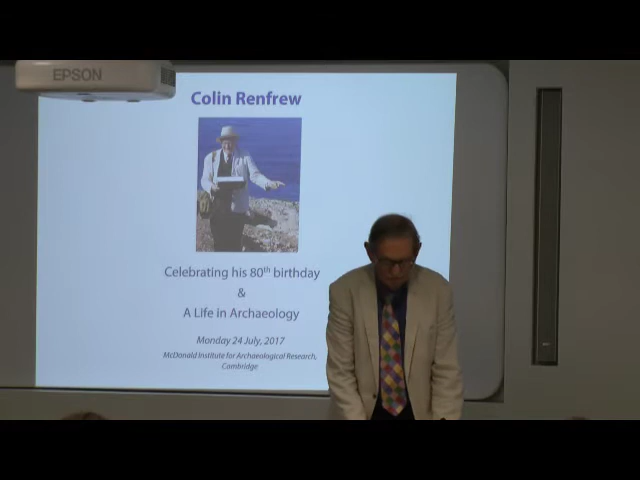 EPSON
Colin Renfrew
Celebrating his 80th birthday
&
A Life in Archaeology
Monday 24 July, 2017
McDonald Institute for Archaeological Research,
Cambridge